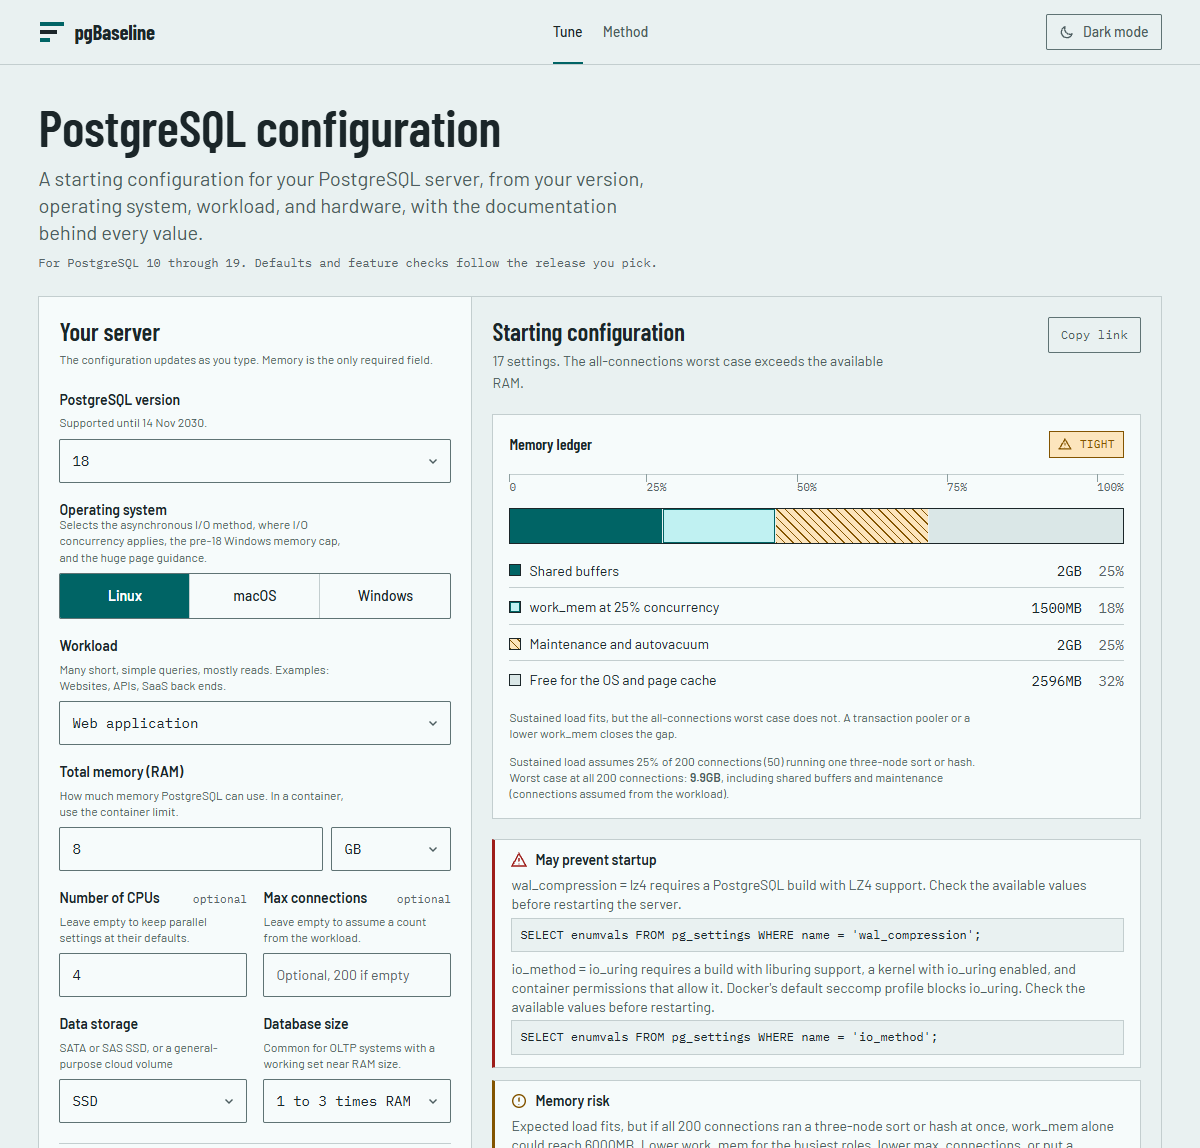 pgBaseline
Tune
Method
Dark mode
PostgreSQL configuration
A starting configuration for your PostgreSQL server, from your version,
operating system, workload, and hardware, with the documentation
behind every value.
For PostgreSQL 10 through 19. Defaults and feature checks follow the release you pick.
Your server
The configuration updates as you type. Memory is the only required field.
PostgreSQL version
Supported until 14 Nov 2030.
18
Operating system
Selects the asynchronous I/O method, where I/O
concurrency applies, the pre-18 Windows memory cap,
and the huge page guidance.
Linux
macOS
Windows
Workload
Many short, simple queries, mostly reads. Examples:
Websites, APIs, SaaS back ends.
Web application
Total memory (RAM)
How much memory PostgreSQL can use. In a container,
use the container limit.
8
GB
Number of CPUs optional
Leave empty to keep parallel
settings at their defaults.
4
Max connections optional
Leave empty to assume a count
from the workload.
Optional, 200 if empty
Data storage
SATA or SAS SSD, or a general-
purpose cloud volume
SSD
Database size
Common for OLTP systems with a
working set near RAM size.
1 to 3 times RAM
Starting configuration
17 settings. The all-connections worst case exceeds the available
RAM.
Copy link
Memory ledger
TIGHT
0 25% 50% 75% 100%
Shared buffers 2GB 25%
work_mem at 25% concurrency 1500MB 18%
Maintenance and autovacuum 2GB 25%
Free for the OS and page cache 2596MB 32%
Sustained load fits, but the all-connections worst case does not. A transaction pooler or a
lower work_mem closes the gap.
Sustained load assumes 25% of 200 connections (50) running one three-node sort or hash.
Worst case at all 200 connections: 9.9GB, including shared buffers and maintenance
(connections assumed from the workload).
May prevent startup
wal_compression = lz4 requires a PostgreSQL build with LZ4 support. Check the available values
before restarting the server.
SELECT enumvals FROM pg_settings WHERE name = 'wal_compression';
io_method = io_uring requires a build with liburing support, a kernel with io_uring enabled, and
container permissions that allow it. Docker's default seccomp profile blocks io_uring. Check the
available values before restarting.
SELECT enumvals FROM pg_settings WHERE name = 'io_method';
Memory risk
Expected load fits, but if all 200 connections ran a three-node sort or hash at once, work_mem alone
could reach 6000MB. Lower work_mem for the busiest roles, lower max_connections, or put a